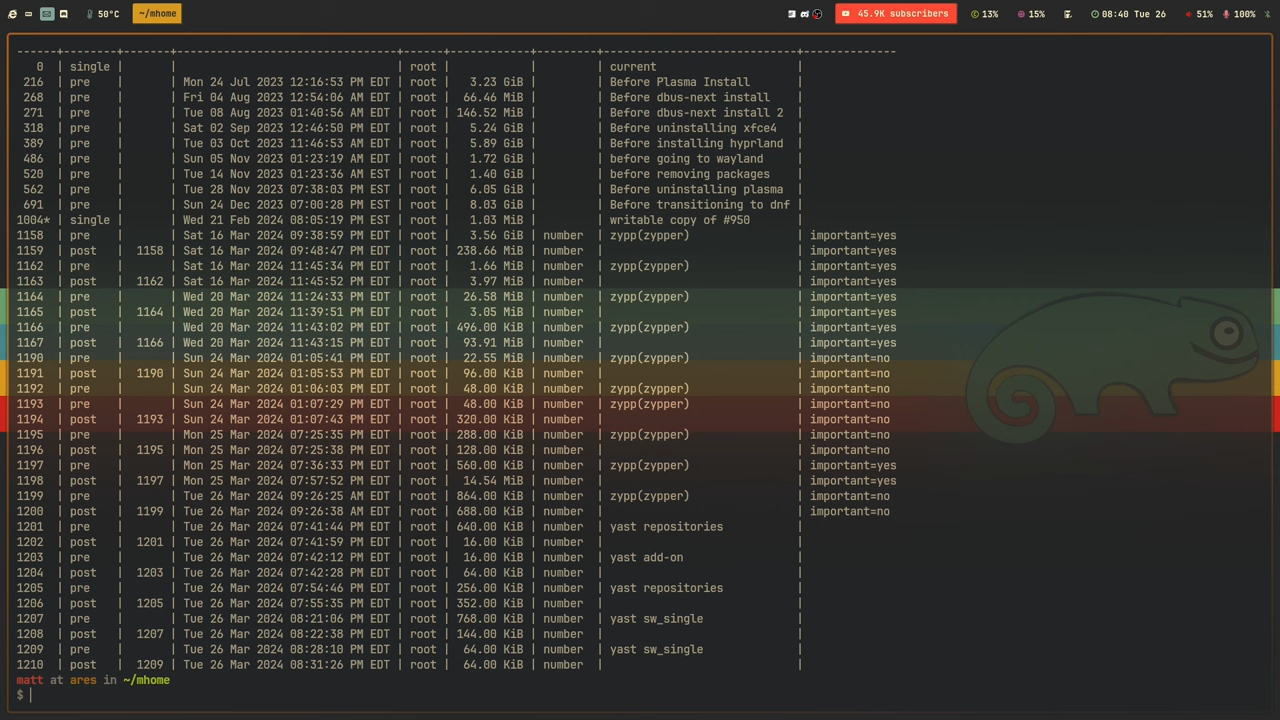 50°C ~/mhome 45.9K subscribers 13% 15% 08:40 Tue 26 51% 100%
------+--------+-------+----------------------------------+------+------------+---------+-----------------------------+--------------
0 | single | | | root | | | current |
216 | pre | | Mon 24 Jul 2023 12:16:53 PM EDT | root | 3.23 GiB | | Before Plasma Install |
268 | pre | | Fri 04 Aug 2023 12:54:06 AM EDT | root | 66.46 MiB | | Before dbus-next install |
271 | pre | | Tue 08 Aug 2023 01:40:56 AM EDT | root | 146.52 MiB | | Before dbus-next install 2 |
318 | pre | | Sat 02 Sep 2023 12:46:50 PM EDT | root | 5.24 GiB | | Before uninstalling xfce4 |
389 | pre | | Tue 03 Oct 2023 11:46:53 AM EDT | root | 5.89 GiB | | Before installing hyprland |
486 | pre | | Sun 05 Nov 2023 01:23:19 AM EDT | root | 1.72 GiB | | before going to wayland |
520 | pre | | Tue 14 Nov 2023 01:23:36 AM EST | root | 1.40 GiB | | before removing packages |
562 | pre | | Tue 28 Nov 2023 07:38:03 PM EST | root | 6.05 GiB | | Before uninstalling plasma |
691 | pre | | Sun 24 Dec 2023 07:00:28 PM EST | root | 8.03 GiB | | Before transitioning to dnf |
1004* | single | | Wed 21 Feb 2024 08:05:19 PM EST | root | 1.03 MiB | | writable copy of #950 |
1158 | pre | | Sat 16 Mar 2024 09:38:59 PM EDT | root | 3.56 GiB | number | zypp(zypper) | important=yes
1159 | post | 1158 | Sat 16 Mar 2024 09:48:47 PM EDT | root | 238.66 MiB | number | | important=yes
1162 | pre | | Sat 16 Mar 2024 11:45:34 PM EDT | root | 1.66 MiB | number | zypp(zypper) | important=yes
1163 | post | 1162 | Sat 16 Mar 2024 11:45:52 PM EDT | root | 3.97 MiB | number | | important=yes
1164 | pre | | Wed 20 Mar 2024 11:24:33 PM EDT | root | 26.58 MiB | number | zypp(zypper) | important=yes
1165 | post | 1164 | Wed 20 Mar 2024 11:39:51 PM EDT | root | 3.05 MiB | number | | important=yes
1166 | pre | | Wed 20 Mar 2024 11:43:02 PM EDT | root | 496.00 KiB | number | zypp(zypper) | important=yes
1167 | post | 1166 | Wed 20 Mar 2024 11:43:15 PM EDT | root | 93.91 MiB | number | | important=yes
1190 | pre | | Sun 24 Mar 2024 01:05:41 PM EDT | root | 22.55 MiB | number | zypp(zypper) | important=no
1191 | post | 1190 | Sun 24 Mar 2024 01:05:53 PM EDT | root | 96.00 KiB | number | | important=no
1192 | pre | | Sun 24 Mar 2024 01:06:03 PM EDT | root | 48.00 KiB | number | zypp(zypper) | important=no
1193 | pre | | Sun 24 Mar 2024 01:07:29 PM EDT | root | 48.00 KiB | number | zypp(zypper) | important=no
1194 | post | 1193 | Sun 24 Mar 2024 01:07:43 PM EDT | root | 320.00 KiB | number | | important=no
1195 | pre | | Mon 25 Mar 2024 07:25:35 PM EDT | root | 288.00 KiB | number | zypp(zypper) | important=no
1196 | post | 1195 | Mon 25 Mar 2024 07:25:38 PM EDT | root | 128.00 KiB | number | | important=no
1197 | pre | | Mon 25 Mar 2024 07:36:33 PM EDT | root | 560.00 KiB | number | zypp(zypper) | important=yes
1198 | post | 1197 | Mon 25 Mar 2024 07:57:52 PM EDT | root | 14.54 MiB | number | | important=yes
1199 | pre | | Tue 26 Mar 2024 09:26:25 AM EDT | root | 864.00 KiB | number | zypp(zypper) | important=no
1200 | post | 1199 | Tue 26 Mar 2024 09:26:38 AM EDT | root | 688.00 KiB | number | | important=no
1201 | pre | | Tue 26 Mar 2024 07:41:44 PM EDT | root | 640.00 KiB | number | yast repositories |
1202 | post | 1201 | Tue 26 Mar 2024 07:41:59 PM EDT | root | 16.00 KiB | number | |
1203 | pre | | Tue 26 Mar 2024 07:42:12 PM EDT | root | 16.00 KiB | number | yast add-on |
1204 | post | 1203 | Tue 26 Mar 2024 07:42:28 PM EDT | root | 64.00 KiB | number | |
1205 | pre | | Tue 26 Mar 2024 07:54:46 PM EDT | root | 256.00 KiB | number | yast repositories |
1206 | post | 1205 | Tue 26 Mar 2024 07:55:35 PM EDT | root | 352.00 KiB | number | |
1207 | pre | | Tue 26 Mar 2024 08:21:06 PM EDT | root | 768.00 KiB | number | yast sw_single |
1208 | post | 1207 | Tue 26 Mar 2024 08:22:38 PM EDT | root | 144.00 KiB | number | |
1209 | pre | | Tue 26 Mar 2024 08:28:10 PM EDT | root | 64.00 KiB | number | yast sw_single |
1210 | post | 1209 | Tue 26 Mar 2024 08:31:26 PM EDT | root | 64.00 KiB | number | |
matt at ares in ~/mhome
$